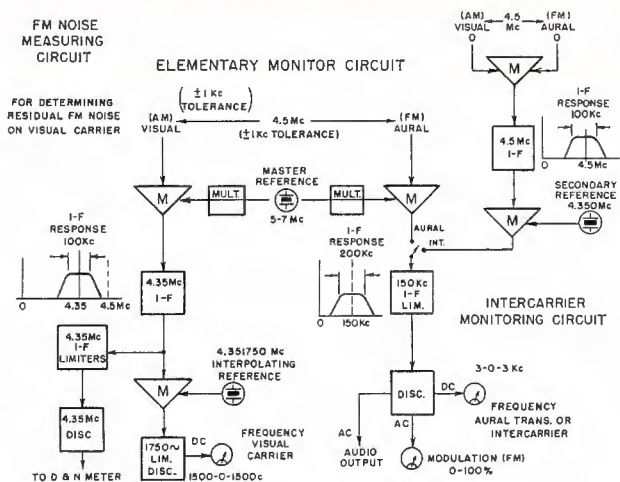 FM NOISE
MEASURING
CIRCUIT
FOR DETERMINING
RESIDUAL FM NOISE
ON VISUAL CARRIER
ELEMENTARY MONITOR CIRCUIT
(AM)
VISUAL
(±1 Kc
TOLERANCE)
4.5 Mc
(±1Kc TOLERANCE)
(FM)
AURAL
(AM)
VISUAL
O
4.5
Mc
(FM)
AURAL
O
M
I-F
RESPONSE
100Kc
4.5Mc
I-F
O
4.5Mc
MASTER
REFERENCE
M
MULT.
MULT.
M
5-7 Mc
SECONDARY
REFERENCE
4.350Mc
M
AURAL
INT.
I-F
RESPONSE
100Kc
O
4.35
4.5Mc
4.35Mc
I-F
I-F
RESPONSE
200Kc
O
150Kc
150Kc
I-F
LIM.
INTERCARRIER
MONITORING CIRCUIT
4.35Mc
I-F
LIMITERS
4.351750 Mc
INTERPOLATING
REFERENCE
M
4.35Mc
DISC
TO D & N METER
1750~
LIM.
DISC.
DC
FREQUENCY
VISUAL
CARRIER
1500-0-1500c
DISC.
DC
3-0-3 Kc
FREQUENCY
AURAL TRANS. OR
INTERCARRIER
AC
AUDIO
OUTPUT
AC
MODULATION (FM)
0-100%